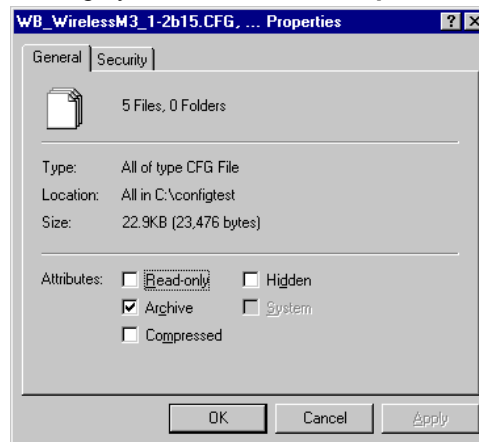 WB_WirelessM3_1-2b15.CFG, ... Properties
General
Security
5 Files, 0 Folders
Type: All of type CFG File
Location: All in C:\configtest
Size: 22.9KB (23,476 bytes)
Attributes: Read-only Hidden
Archive System
Compressed
OK Cancel Apply